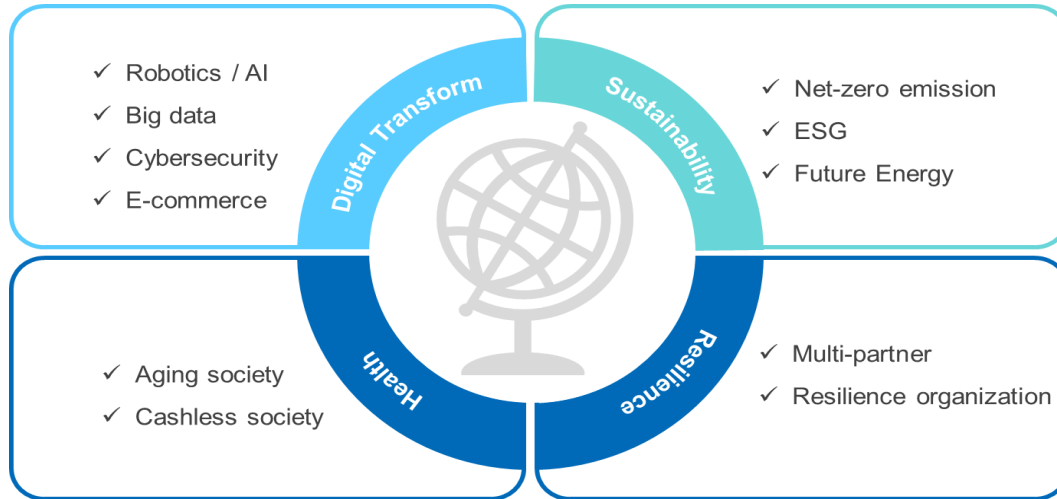 Digital Transform
✓ Robotics / AI
✓ Big data
✓ Cybersecurity
✓ E-commerce
Sustainability
✓ Net-zero emission
✓ ESG
✓ Future Energy
Health
✓ Aging society
✓ Cashless society
Resilience
✓ Multi-partner
✓ Resilience organization